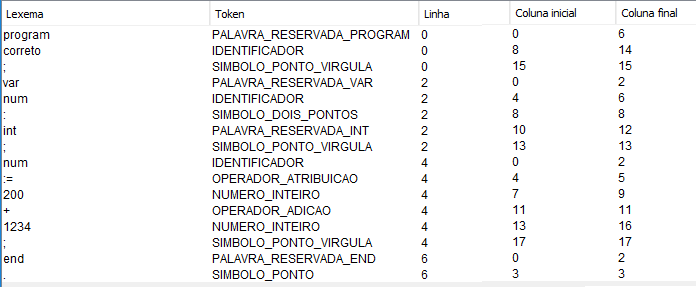 Lexema Token Linha Coluna inicial Coluna final
program PALAVRA_RESERVADA_PROGRAM 0 0 6
correto IDENTIFICADOR 0 8 14
; SIMBOLO_PONTO_VIRGULA 0 15 15
var PALAVRA_RESERVADA_VAR 2 0 2
num IDENTIFICADOR 2 4 6
: SIMBOLO_DOIS_PONTOS 2 8 8
int PALAVRA_RESERVADA_INT 2 10 12
; SIMBOLO_PONTO_VIRGULA 2 13 13
num IDENTIFICADOR 4 0 2
:= OPERADOR_ATRIBUICAO 4 4 5
200 NUMERO_INTEIRO 4 7 9
+ OPERADOR_ADICAO 4 11 11
1234 NUMERO_INTEIRO 4 13 16
; SIMBOLO_PONTO_VIRGULA 4 17 17
end PALAVRA_RESERVADA_END 6 0 2
. SIMBOLO_PONTO 6 3 3